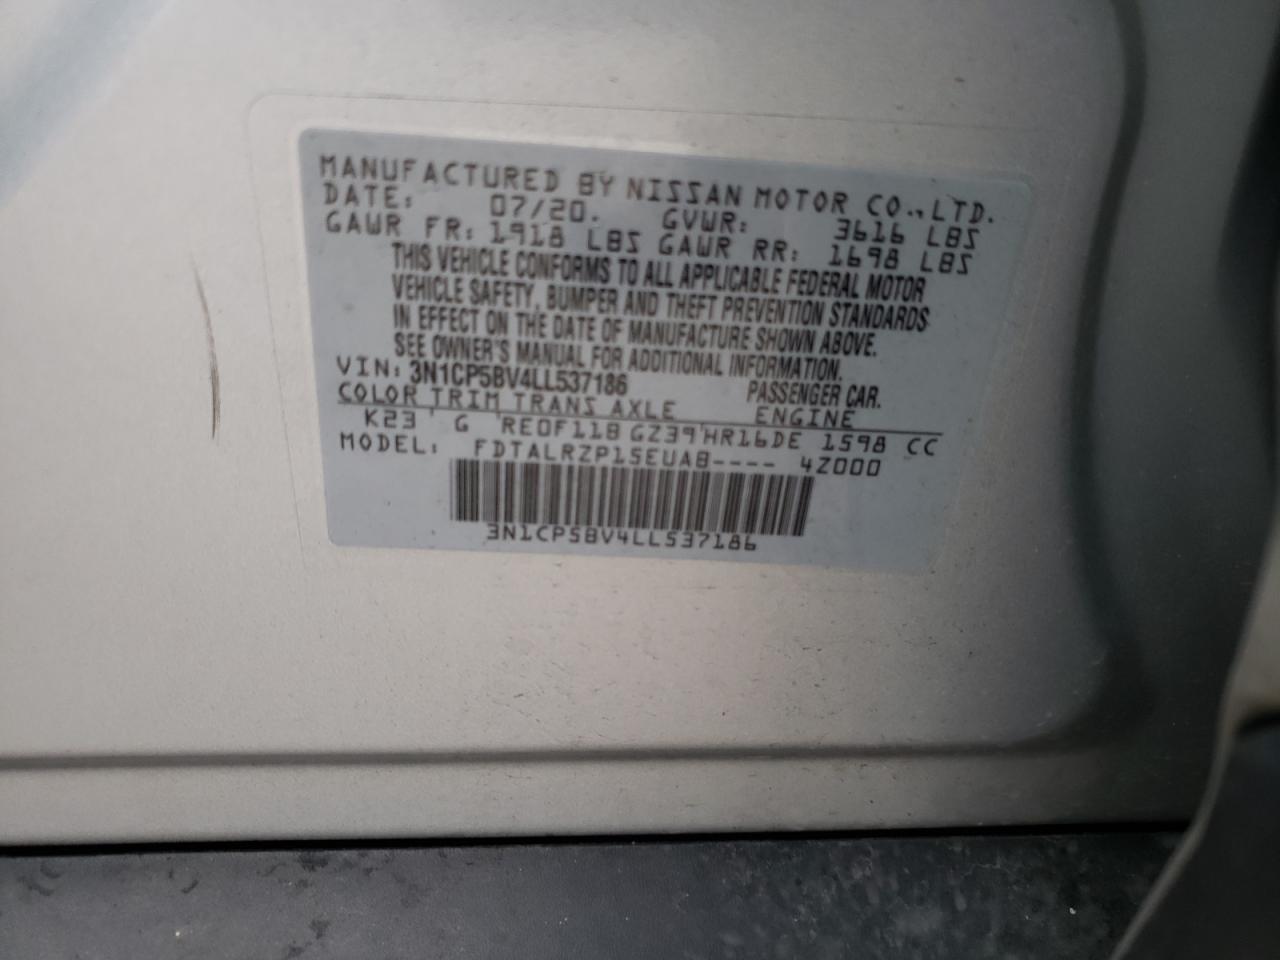 MANUFACTURED BY NISSAN MOTOR CO., LTD.
DATE: 07/20. GVWR: 3616 LBS
GAWR FR: 1918 LBS GAWR RR: 1698 LBS
THIS VEHICLE CONFORMS TO ALL APPLICABLE FEDERAL MOTOR
VEHICLE SAFETY, BUMPER AND THEFT PREVENTION STANDARDS
IN EFFECT ON THE DATE OF MANUFACTURE SHOWN ABOVE.
SEE OWNER'S MANUAL FOR ADDITIONAL INFORMATION.
VIN: 3N1CP5BV4LL537186 PASSENGER CAR.
COLOR TRIM TRANS AXLE ENGINE
K23 G RE0F11B GZ39 HR16DE 1598 CC
MODEL: FDTALRZP15EUAB---- 4Z000
3N1CP5BV4LL537186